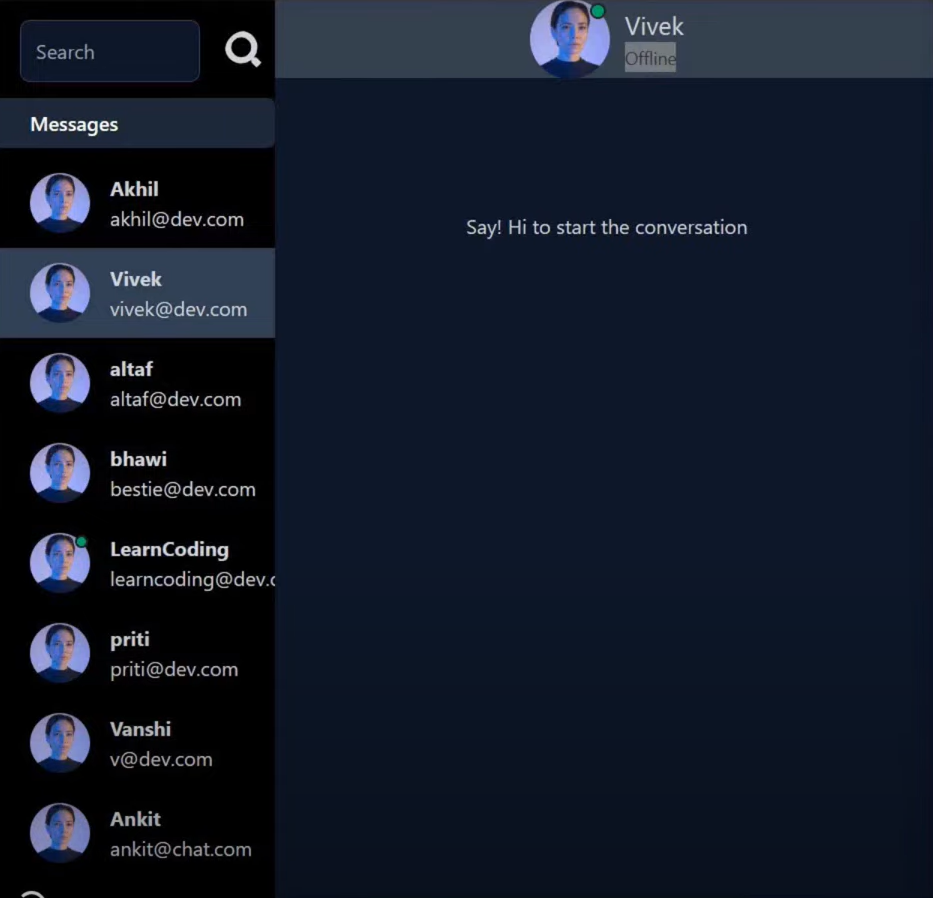 Search
Messages
Akhil
akhil@dev.com
Vivek
vivek@dev.com
altaf
altaf@dev.com
bhawi
bestie@dev.com
LearnCoding
learncoding@dev.c
priti
priti@dev.com
Vanshi
v@dev.com
Ankit
ankit@chat.com
Vivek
Offline
Say! Hi to start the conversation